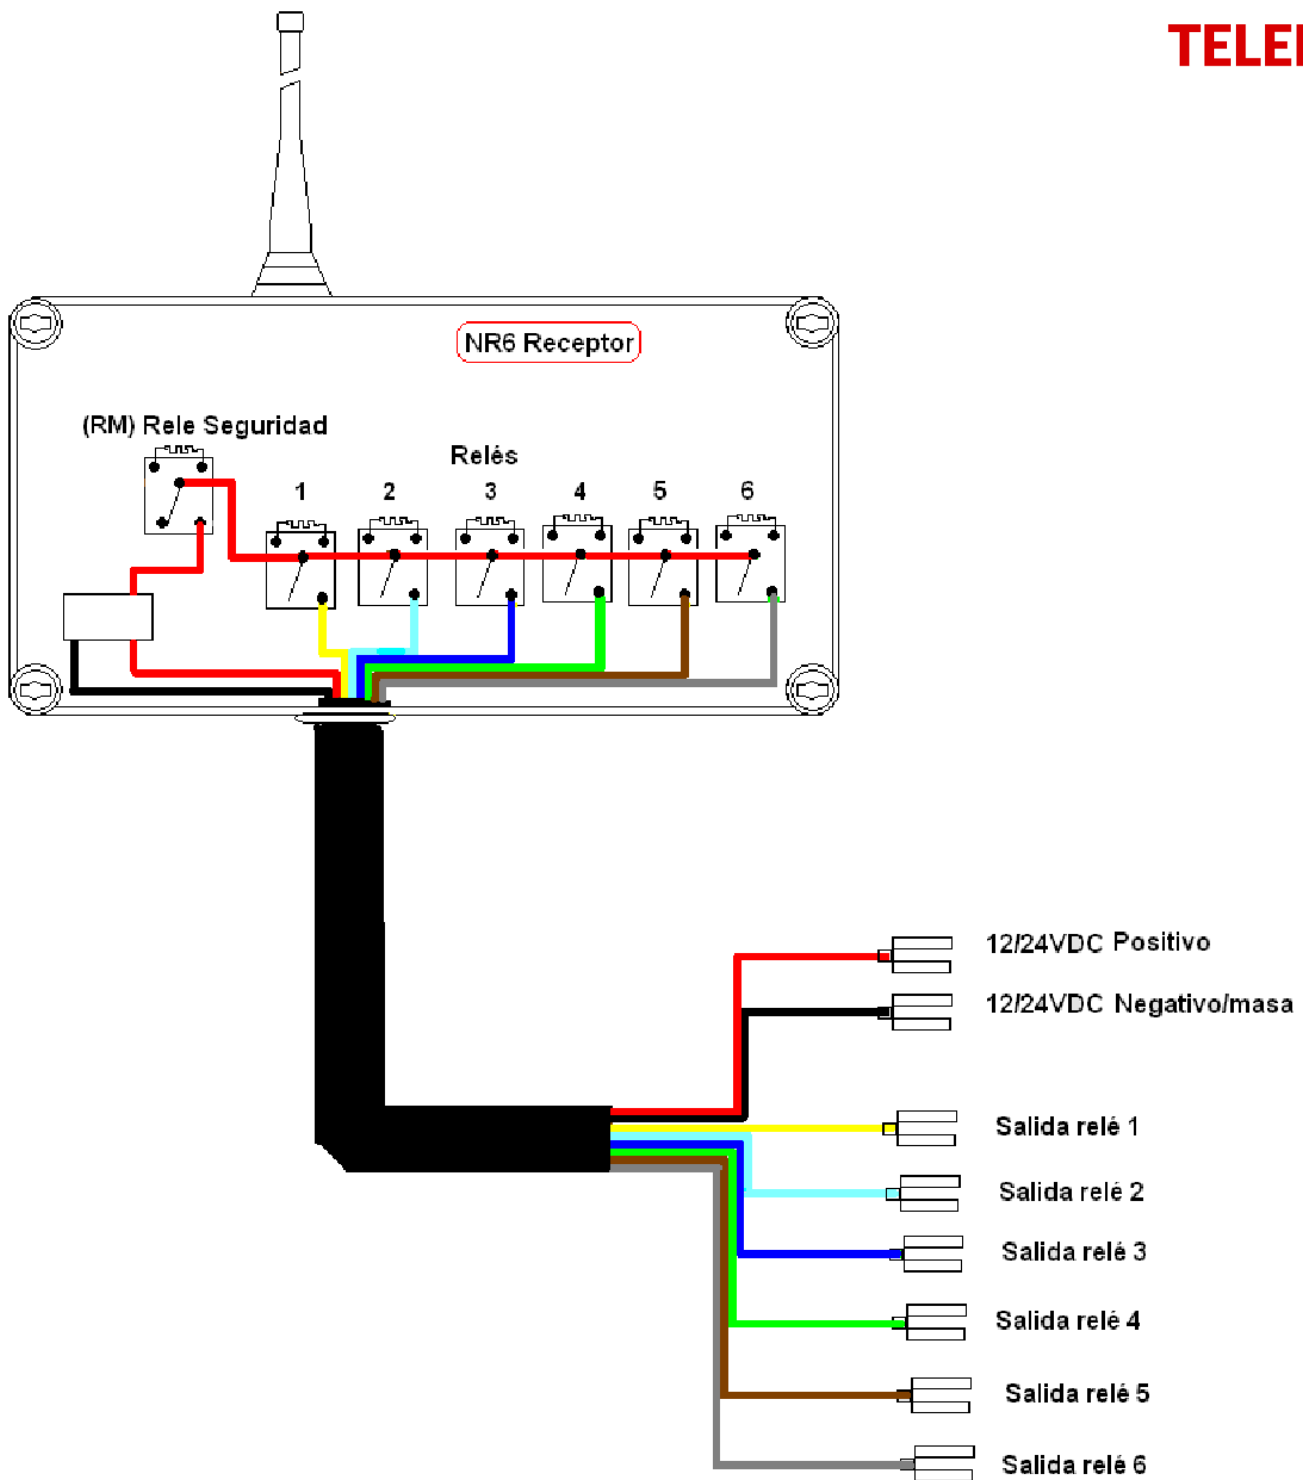 NR6 Receptor
(RM) Rele Seguridad
Relés
1 2 3 4 5 6
12/24VDC Positivo
12/24VDC Negativo/masa
Salida relé 1
Salida relé 2
Salida relé 3
Salida relé 4
Salida relé 5
Salida relé 6